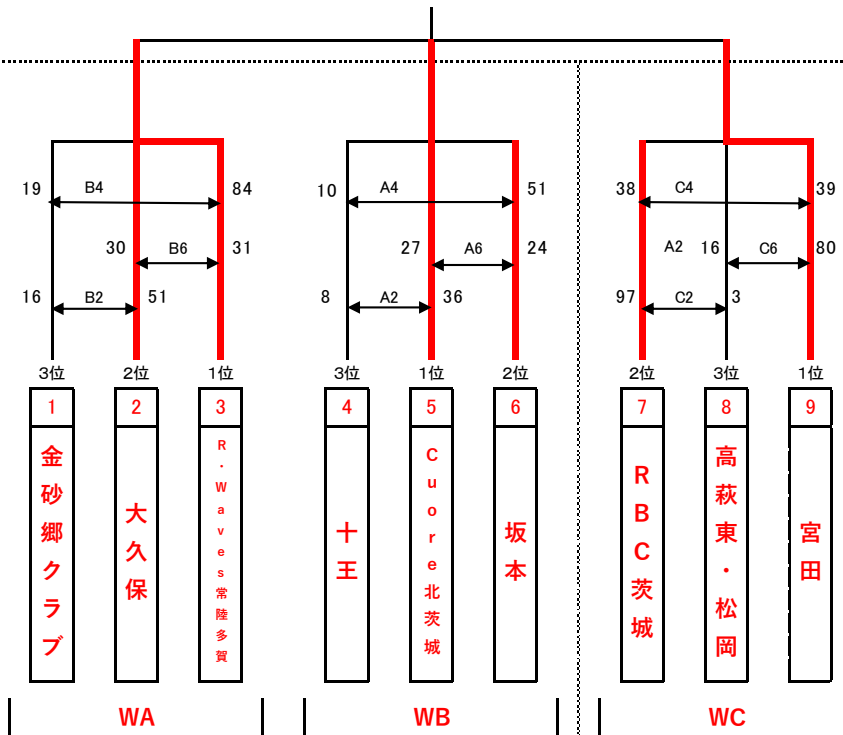 19 B4 84 10 A4 51 38 C4 39
30 B6 31 27 A6 24 A2 16 C6 80
16 B2 51 8 A2 36 97 C2 3
3位 2位 1位 3位 1位 2位 2位 3位 1位
1 2 3 4 5 6 7 8 9
金砂郷クラブ
大久保
R・Waves常陸多賀
十王
Cuore北茨城
坂本
RBC茨城
高萩東・松岡
宮田
WA WB WC